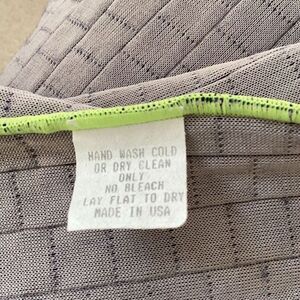 HAND WASH COLD
OR DRY CLEAN
ONLY
NO BLEACH
LAY FLAT TO DRY
MADE IN USA